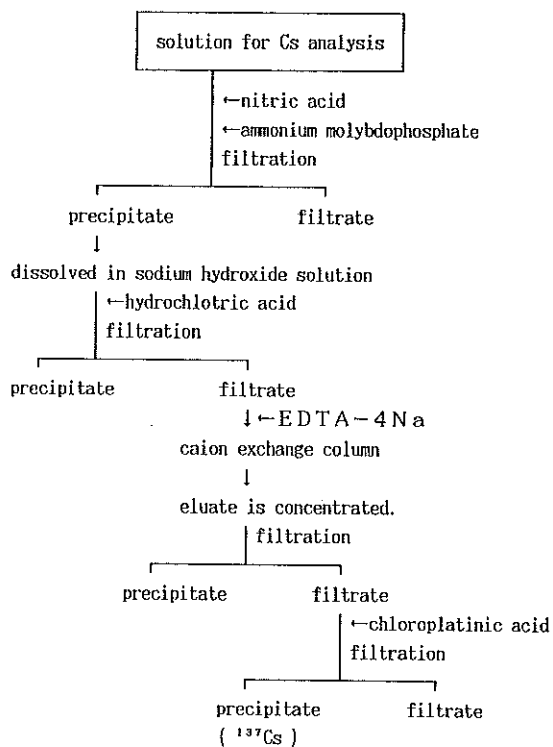 solution for Cs analysis
←nitric acid
←ammonium molybdophosphate
filtration
precipitate filtrate
↓
dissolved in sodium hydroxide solution
←hydrochlotric acid
filtration
precipitate filtrate
↓←EDTA-4Na
caion exchange column
↓
eluate is concentrated.
filtration
precipitate filtrate
←chloroplatinic acid
filtration
precipitate filtrate
( ¹³⁷Cs )